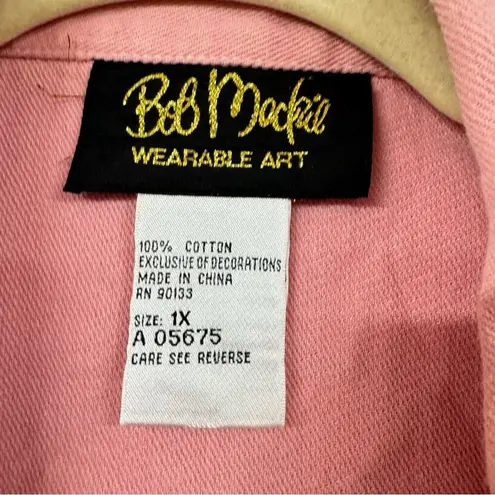 Bob Mackie
WEARABLE ART
100% COTTON
EXCLUSIVE OF DECORATIONS
MADE IN CHINA
RN 90133
SIZE: 1X
A 05675
CARE SEE REVERSE